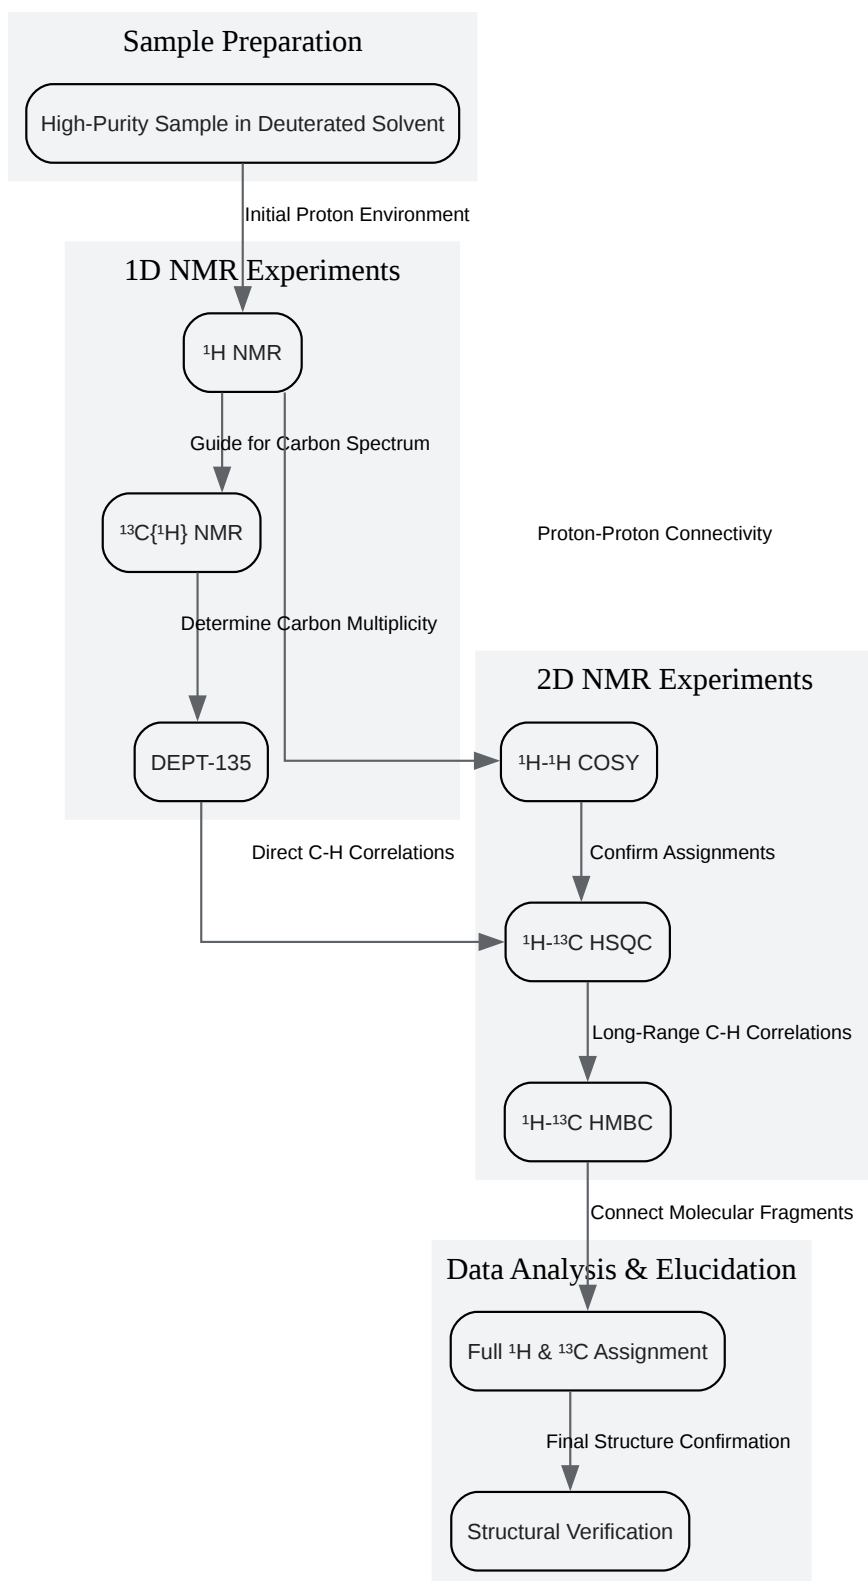 Sample Preparation
High-Purity Sample in Deuterated Solvent
Initial Proton Environment
1D NMR Experiments
¹H NMR
Guide for Carbon Spectrum
¹³C{¹H} NMR
Proton-Proton Connectivity
Determine Carbon Multiplicity
2D NMR Experiments
DEPT-135
¹H-¹H COSY
Direct C-H Correlations
Confirm Assignments
¹H-¹³C HSQC
Long-Range C-H Correlations
¹H-¹³C HMBC
Connect Molecular Fragments
Data Analysis & Elucidation
Full ¹H & ¹³C Assignment
Final Structure Confirmation
Structural Verification